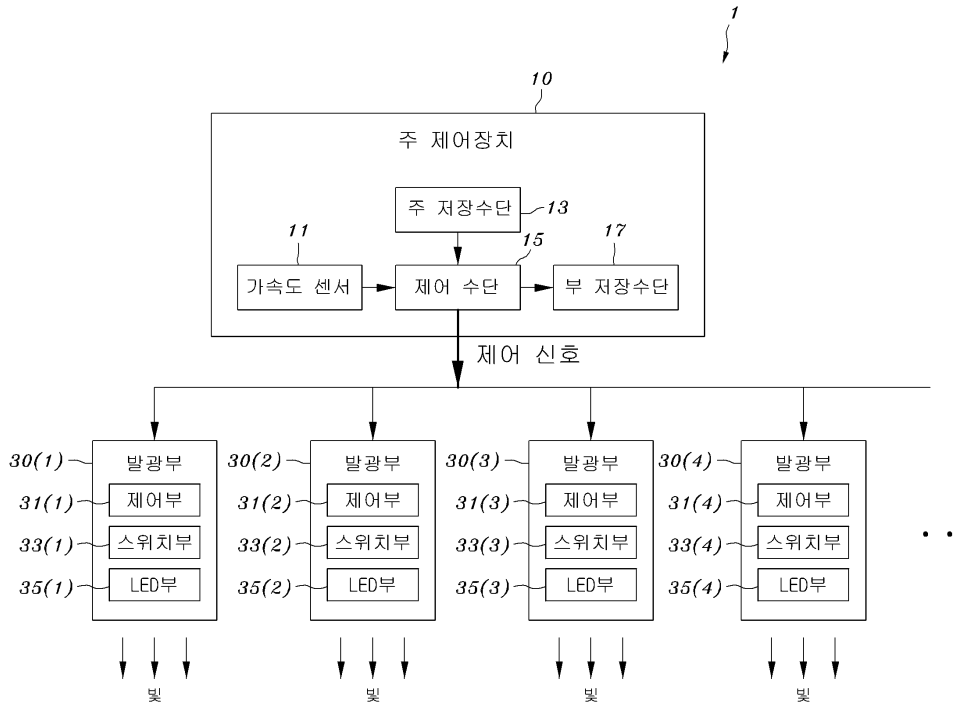 1
10
주 제어장치
주 저장수단 13
11 15 17
가속도 센서 제어 수단 부 저장수단
제어 신호
30(1) 발광부 30(2) 발광부 30(3) 발광부 30(4) 발광부
31(1) 제어부 31(2) 제어부 31(3) 제어부 31(4) 제어부
33(1) 스위치부 33(2) 스위치부 33(3) 스위치부 33(4) 스위치부
35(1) LED부 35(2) LED부 35(3) LED부 35(4) LED부
빛 빛 빛 빛